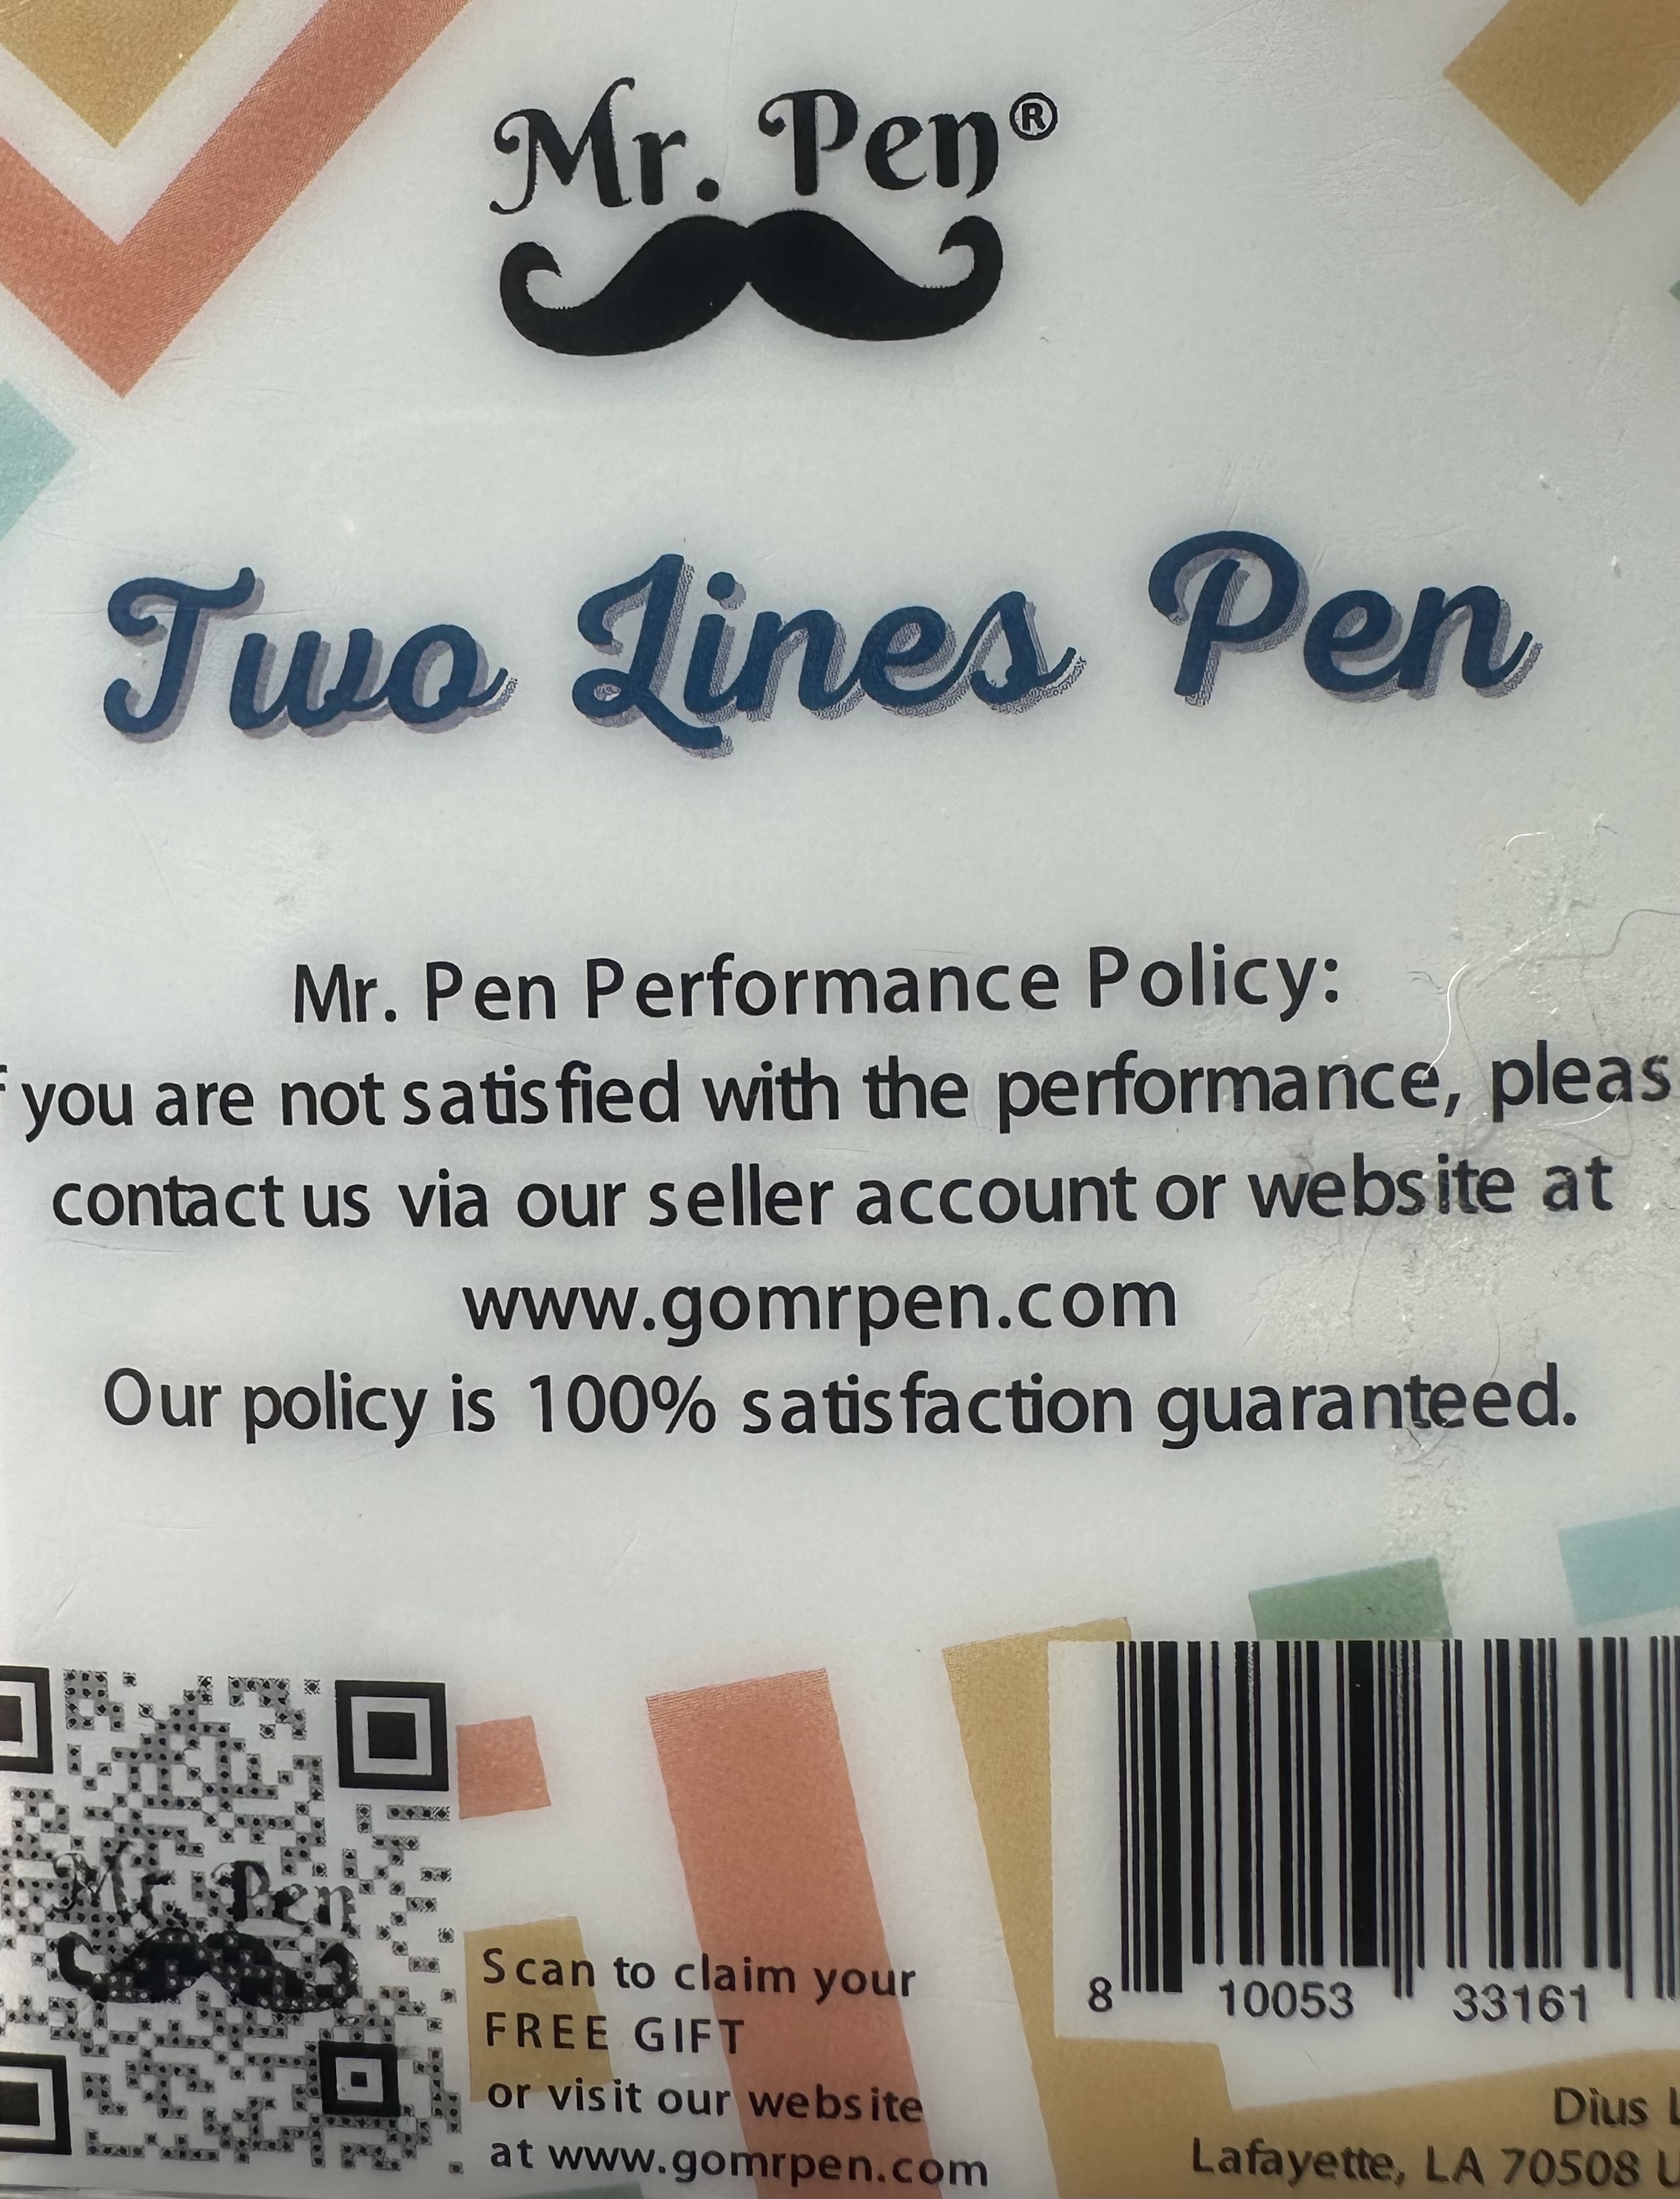 Mr. Pen®
Two Lines Pen
Mr. Pen Performance Policy:
you are not satisfied with the performance, pleas
contact us via our seller account or website at
www.gomrpen.com
Our policy is 100% satisfaction guaranteed.
Mr. Pen
Scan to claim your
FREE GIFT
or visit our website
at www.gomrpen.com
8 10053 33161
Dius L
Lafayette, LA 70508 U